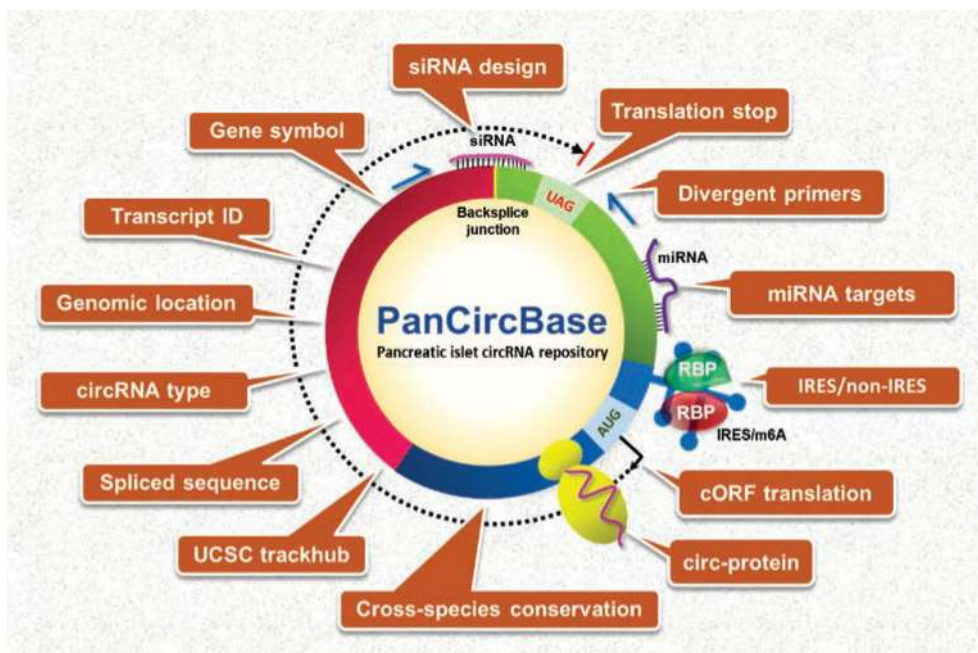 siRNA design
Translation stop
Gene symbol
siRNA
Divergent primers
UAG
Transcript ID
Backsplice
junction
miRNA
miRNA targets
Genomic location
PanCircBase
Pancreatic islet circRNA repository
circRNA type
RBP
RBP
IRES/non-IRES
IRES/m6A
AUG
Spliced sequence
cORF translation
UCSC trackhub
circ-protein
Cross-species conservation